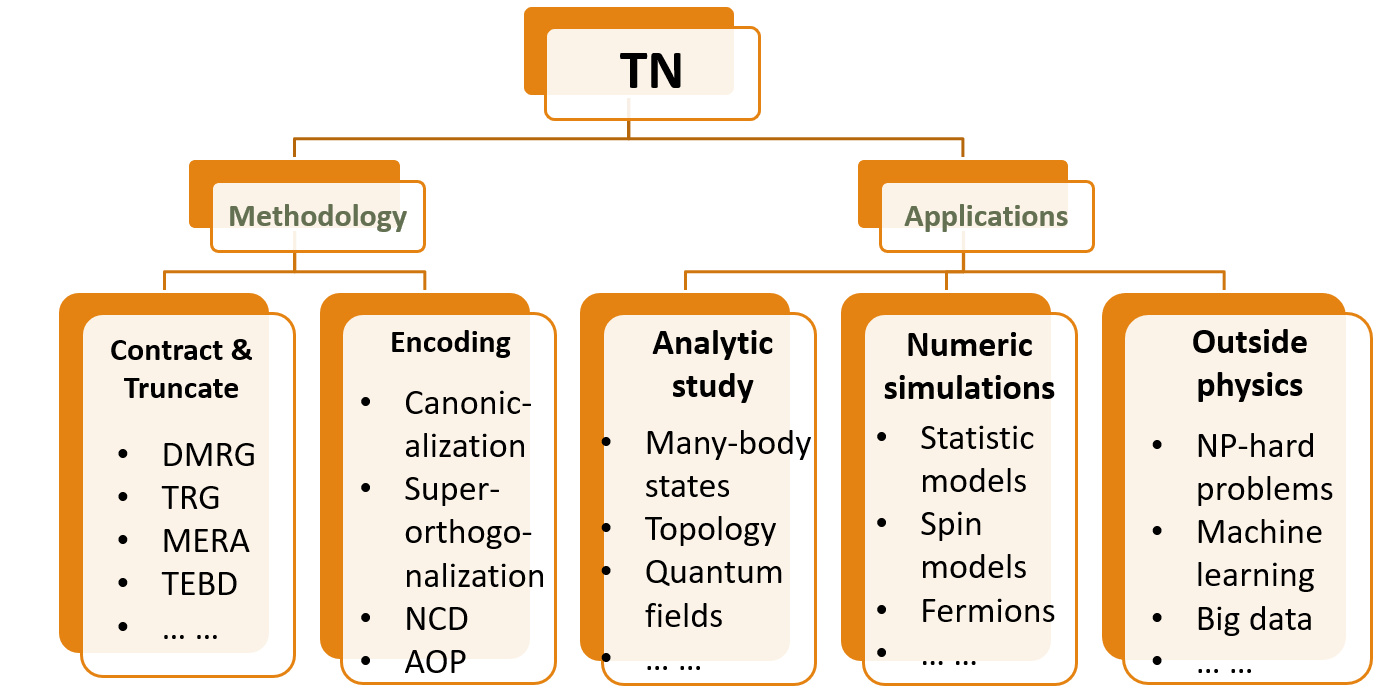 TN
Methodology
Applications
Contract &
Truncate
• DMRG
• TRG
• MERA
• TEBD
• ... ...
Encoding
• Canonic-
alization
• Super-
orthogo-
nalization
• NCD
• AOP
Analytic
study
• Many-body
states
• Topology
• Quantum
fields
• ... ...
Numeric
simulations
• Statistic
models
• Spin
models
• Fermions
• ... ...
Outside
physics
• NP-hard
problems
• Machine
learning
• Big data
• ... ...